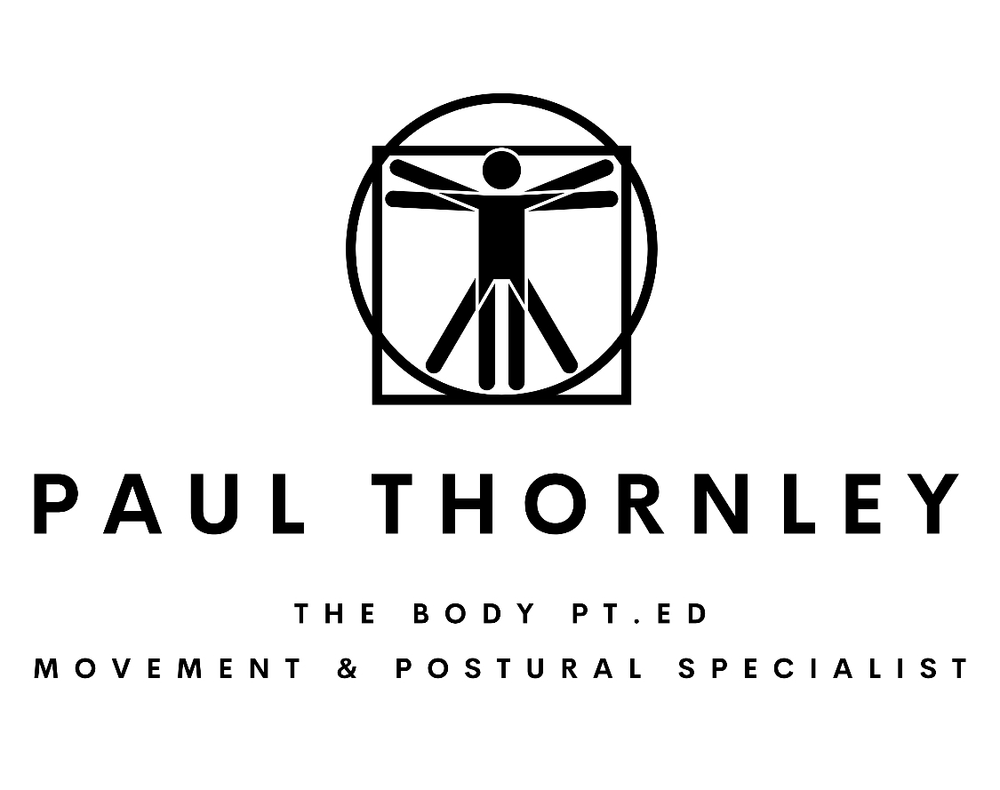 PAUL THORNLEY
THE BODY PT.ED
MOVEMENT & POSTURAL SPECIALIST